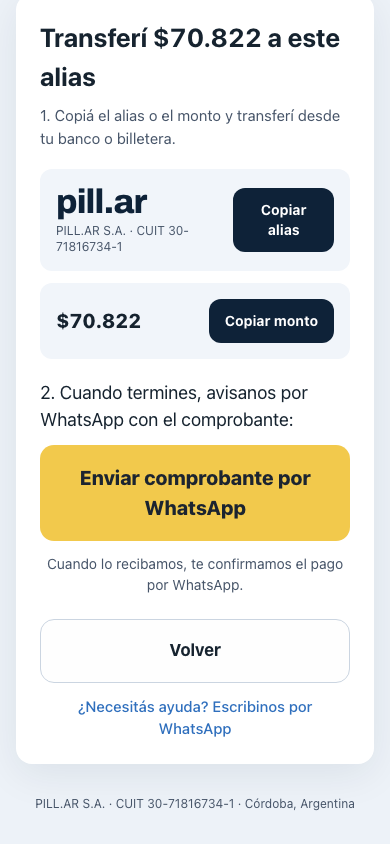 Transferí $70.822 a este
alias
1. Copiá el alias o el monto y transferí desde
tu banco o billetera.
pill.ar
PILL.AR S.A. · CUIT 30-
71816734-1
Copiar
alias
$70.822
Copiar monto
2. Cuando termines, avisanos por
WhatsApp con el comprobante:
Enviar comprobante por
WhatsApp
Cuando lo recibamos, te confirmamos el pago
por WhatsApp.
Volver
¿Necesitás ayuda? Escribinos por
WhatsApp
PILL.AR S.A. · CUIT 30-71816734-1 · Córdoba, Argentina